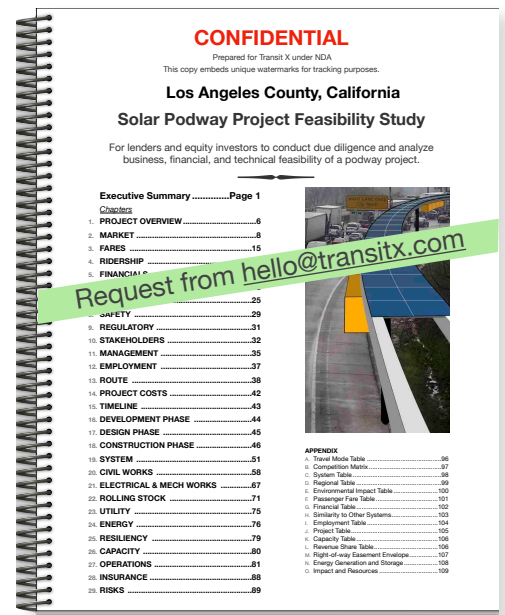 CONFIDENTIAL
Prepared for Transit X under NDA
This copy embeds unique watermarks for tracking purposes.
Los Angeles County, California
Solar Podway Project Feasibility Study
For lenders and equity investors to conduct due diligence and analyze
business, financial, and technical feasibility of a podway project.
Executive Summary ..............Page 1
Chapters
1. PROJECT OVERVIEW ..................................6
2. MARKET ..................................8
3. FARES ..................................15
4. RIDERSHIP
5. FINANCIALS
Request from hello@transitx.com
25
SAFETY ..................................29
9. REGULATORY ..................................31
10. STAKEHOLDERS ..................................32
11. MANAGEMENT ..................................35
12. EMPLOYMENT ..................................37
13. ROUTE ..................................38
14. PROJECT COSTS ..................................42
15. TIMELINE ..................................43
16. DEVELOPMENT PHASE ..................................44
17. DESIGN PHASE ..................................45
18. CONSTRUCTION PHASE ..................................46
19. SYSTEM ..................................51
20. CIVIL WORKS ..................................58
21. ELECTRICAL & MECH WORKS ..................................67
22. ROLLING STOCK ..................................71
23. UTILITY ..................................75
24. ENERGY ..................................76
25. RESILIENCY ..................................79
26. CAPACITY ..................................80
27. OPERATIONS ..................................81
28. INSURANCE ..................................88
29. RISKS ..................................89
APPENDIX
A. Travel Mode Table ..................................96
B. Competition Matrix ..................................97
C. System Table ..................................98
D. Regional Table ..................................99
E. Environmental Impact Table ..................................100
F. Passenger Fare Table ..................................101
G. Financial Table ..................................102
H. Similarity to Other Systems ..................................103
I. Employment Table ..................................104
J. Project Table ..................................105
K. Capacity Table ..................................106
L. Revenue Share Table ..................................106
M. Right-of-way Easement Envelope ..................................107
N. Energy Generation and Storage ..................................108
O. Impact and Resources ..................................109